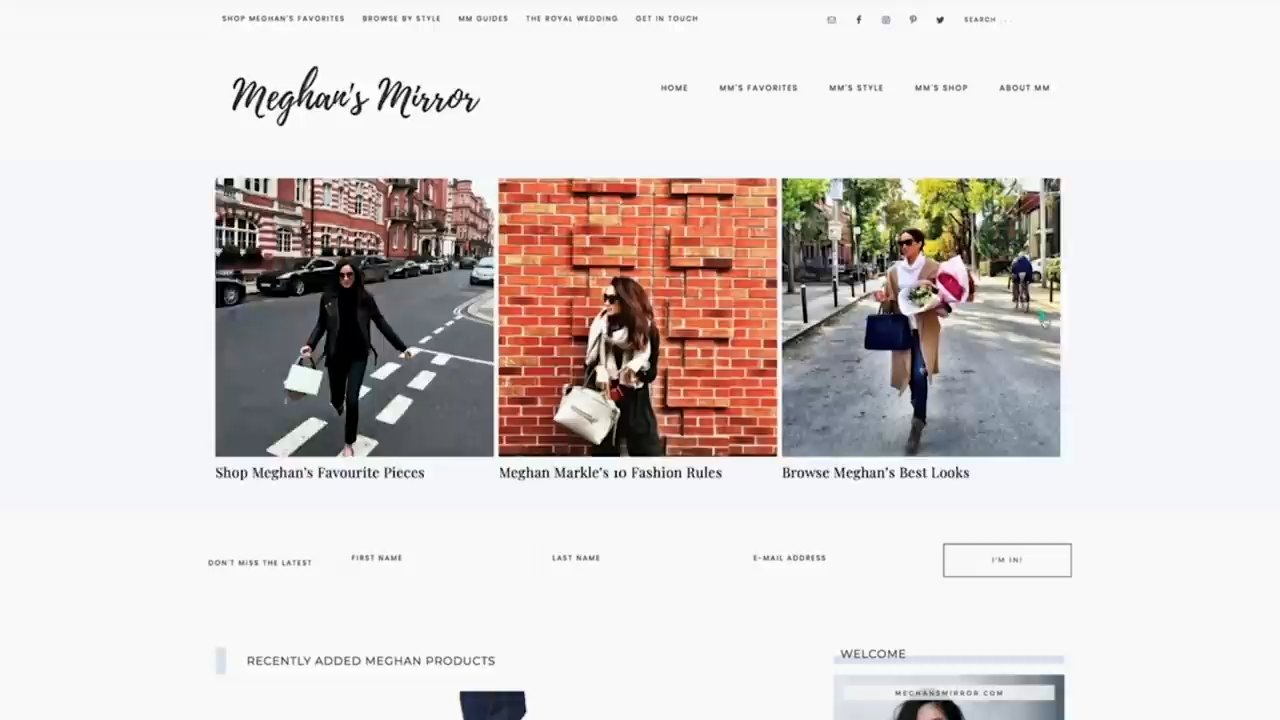 SHOP MEGHAN'S FAVORITES BROWSE BY STYLE MM GUIDES THE ROYAL WEDDING GET IN TOUCH SEARCH ...
Meghan's Mirror
HOME MM'S FAVORITES MM'S STYLE MM'S SHOP ABOUT MM
Shop Meghan's Favourite Pieces
Meghan Markle's 10 Fashion Rules
Browse Meghan's Best Looks
DON'T MISS THE LATEST FIRST NAME LAST NAME E-MAIL ADDRESS I'M IN!
RECENTLY ADDED MEGHAN PRODUCTS
WELCOME
MEGHANSMIRROR.COM